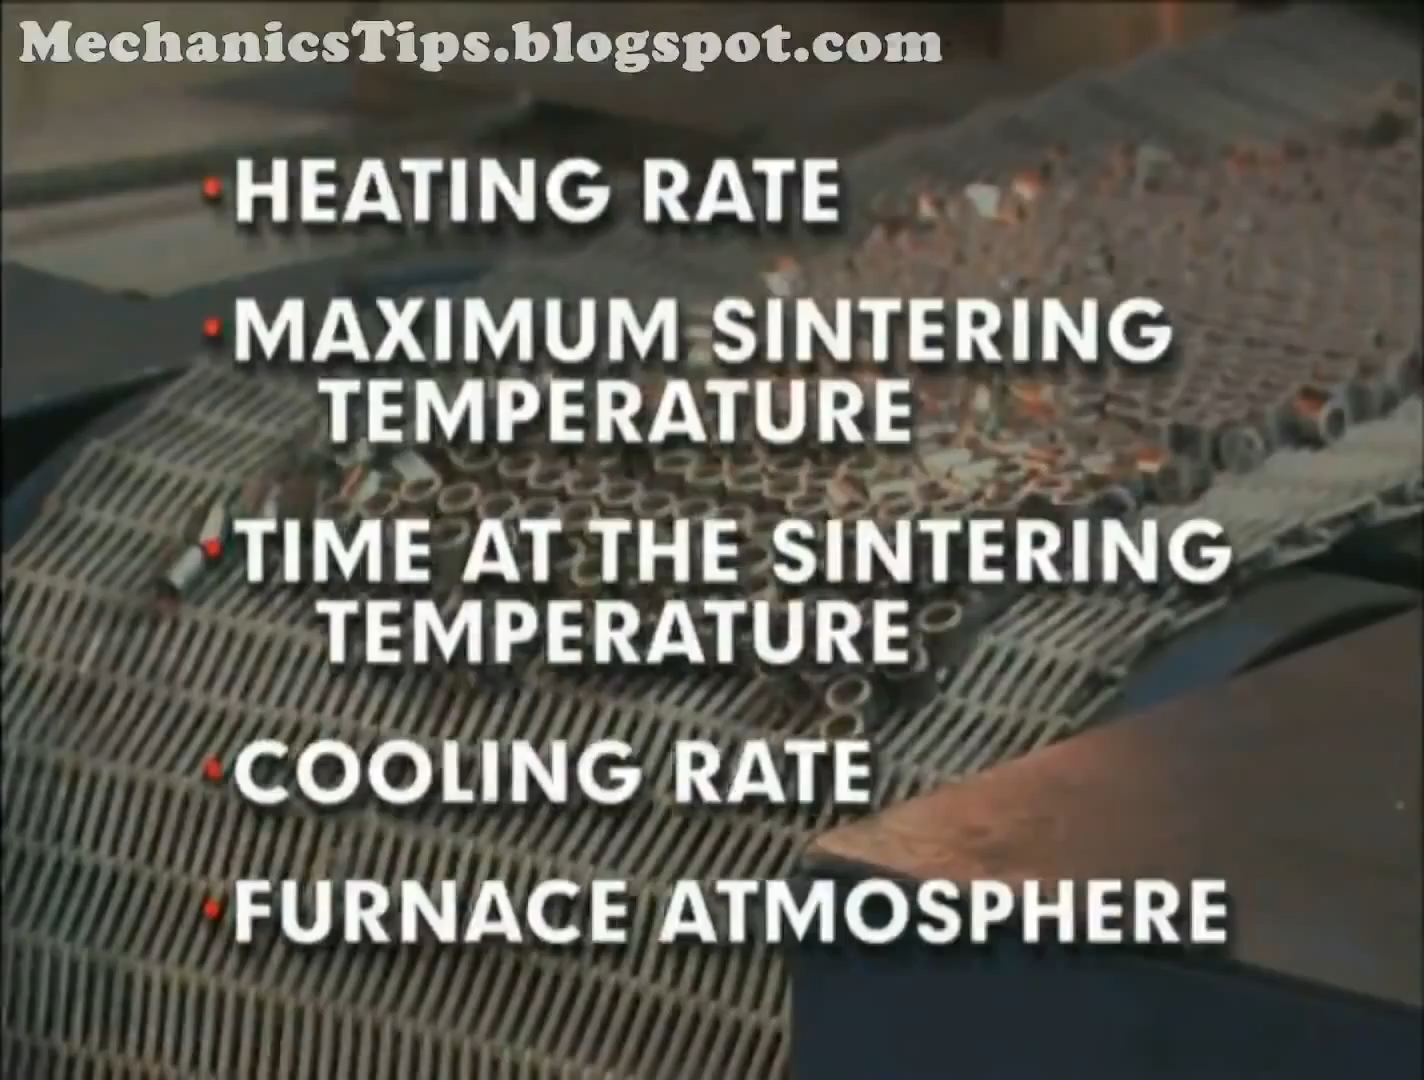 MechanicsTips.blogspot.com
• HEATING RATE
• MAXIMUM SINTERING
TEMPERATURE
• TIME AT THE SINTERING
TEMPERATURE
• COOLING RATE
• FURNACE ATMOSPHERE